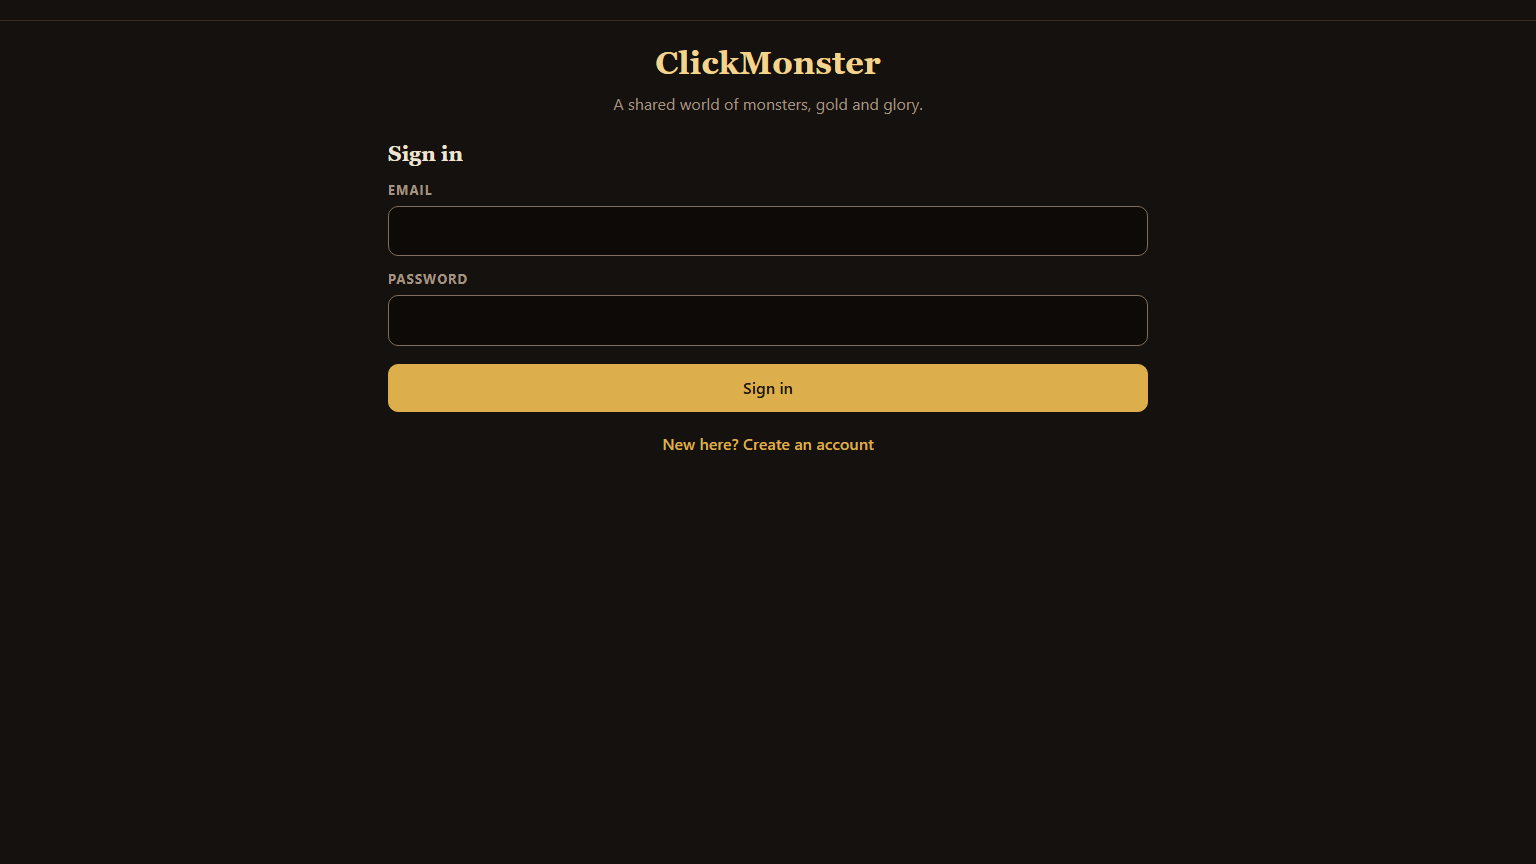 ClickMonster
A shared world of monsters, gold and glory.
Sign in
EMAIL
PASSWORD
Sign in
New here? Create an account